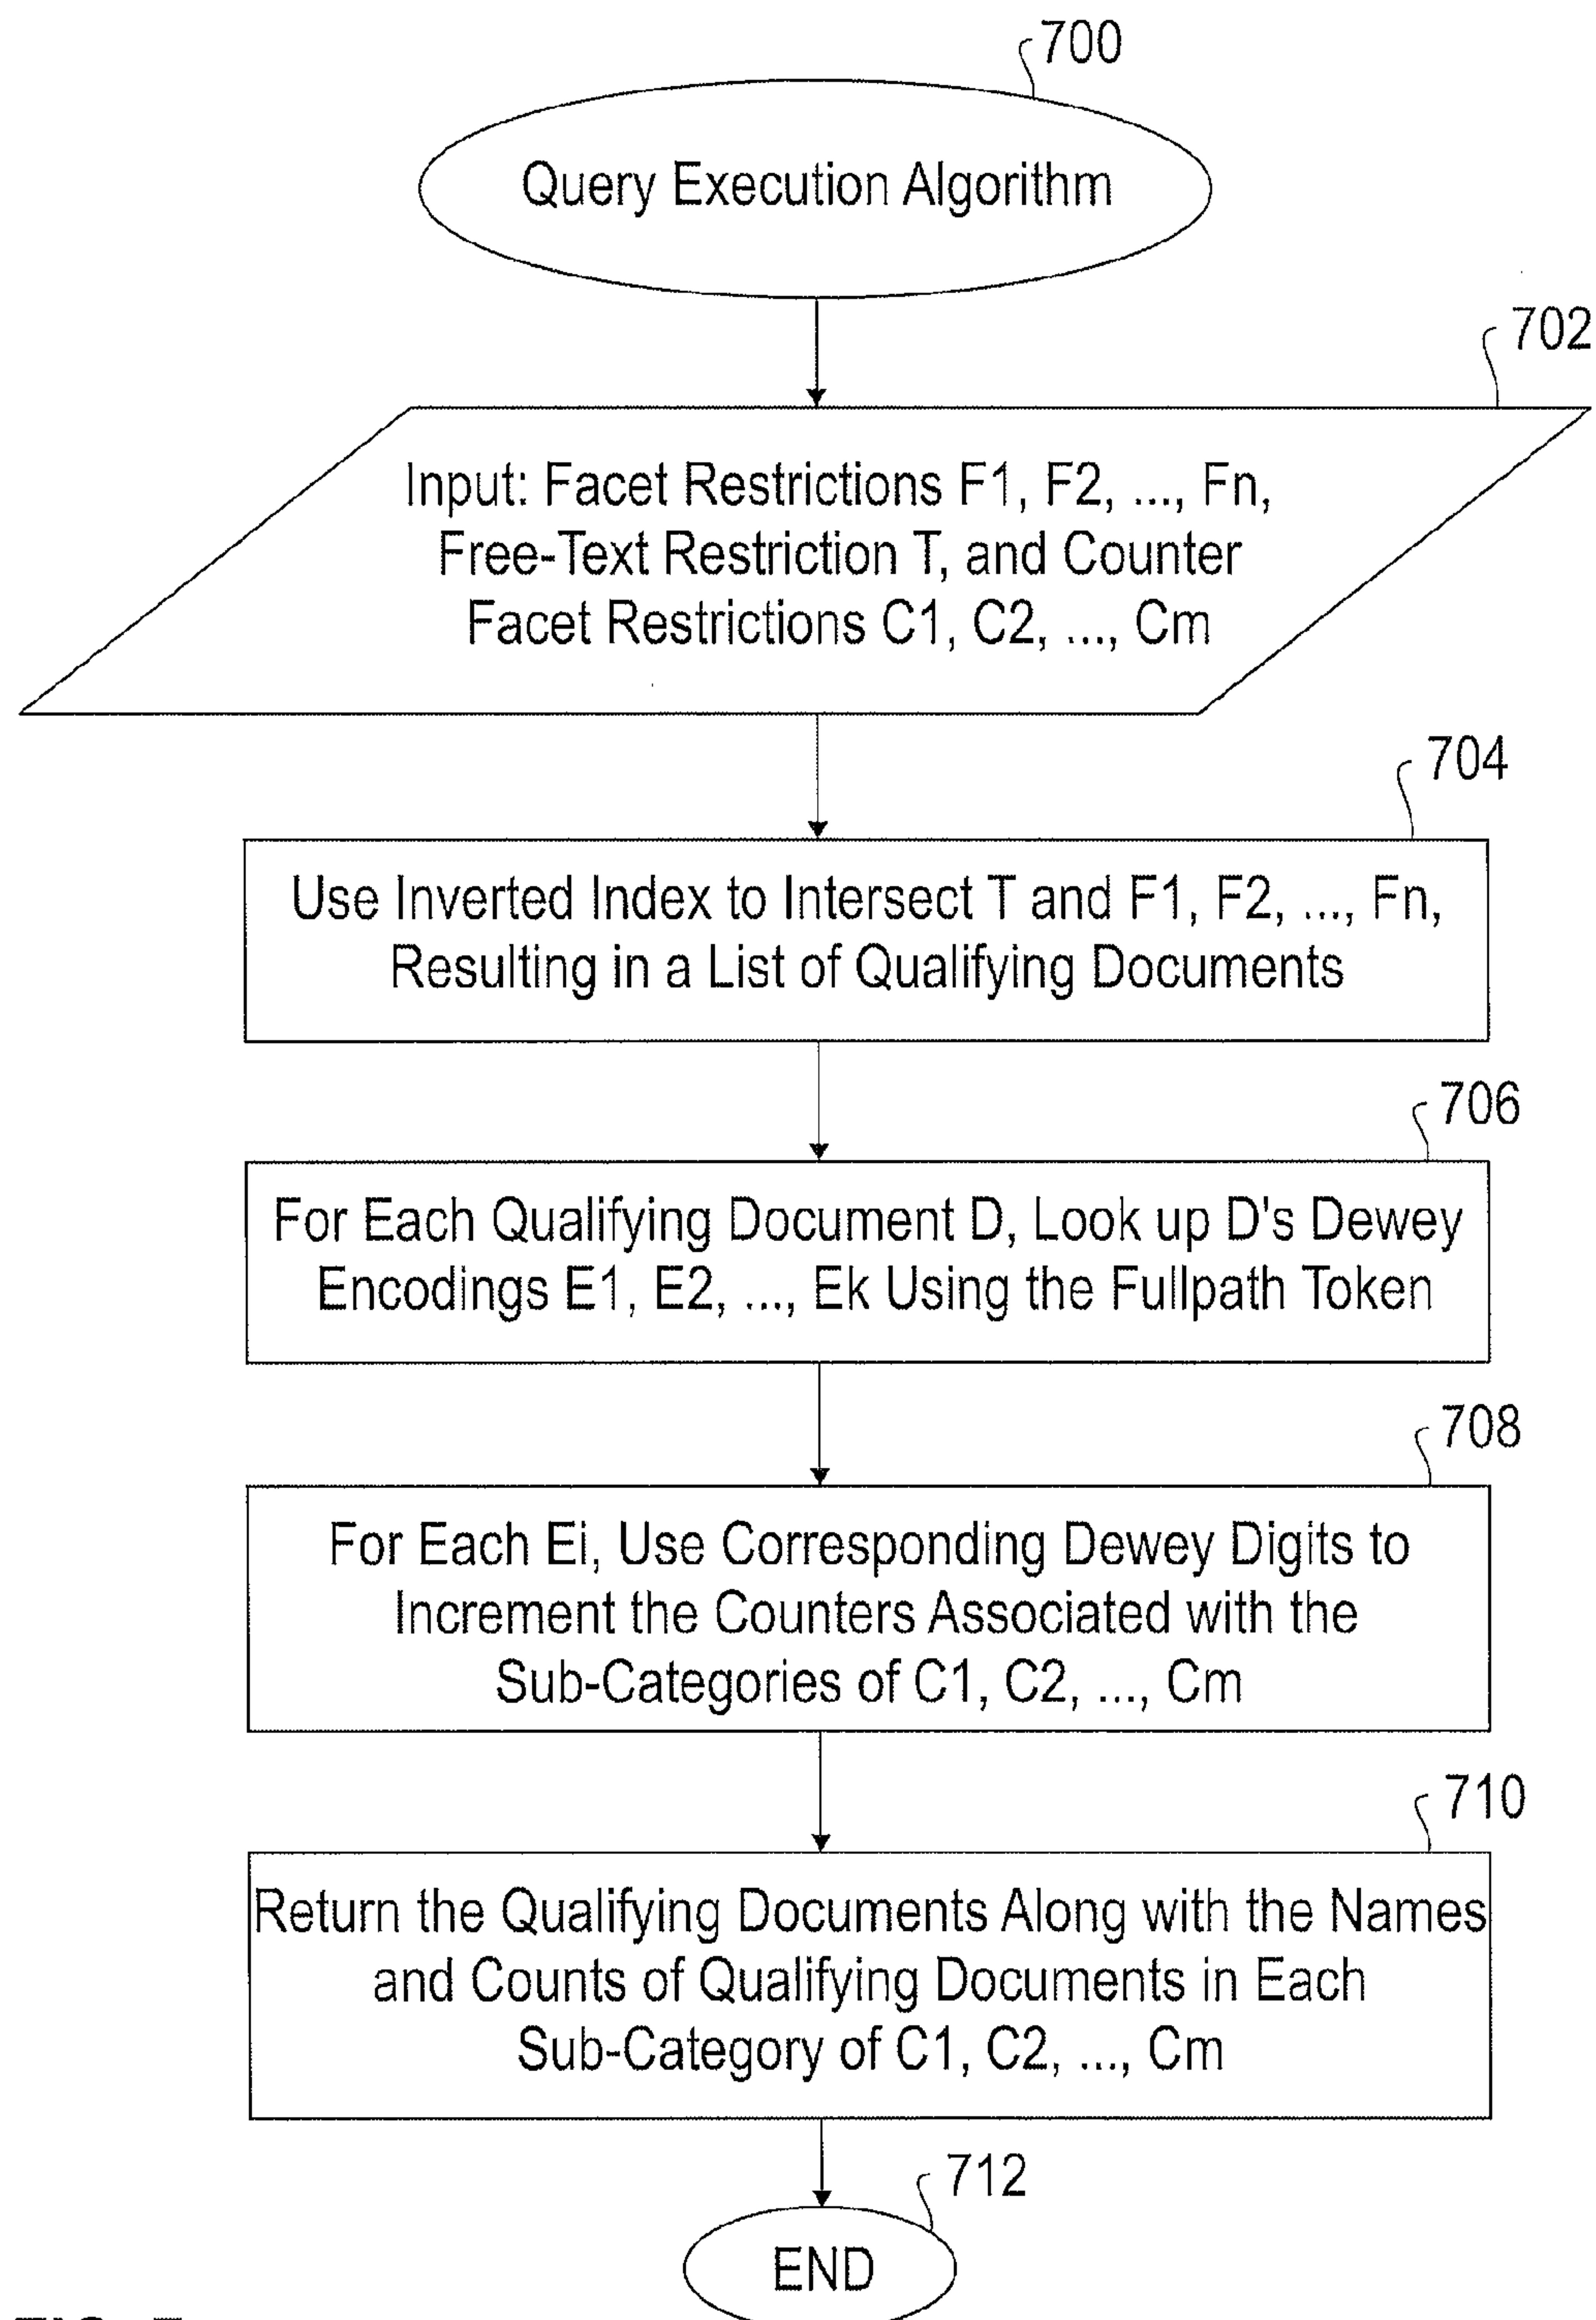 700
Query Execution Algorithm
702
Input: Facet Restrictions F1, F2, ..., Fn,
Free-Text Restriction T, and Counter
Facet Restrictions C1, C2, ..., Cm
704
Use Inverted Index to Intersect T and F1, F2, ..., Fn,
Resulting in a List of Qualifying Documents
706
For Each Qualifying Document D, Look up D's Dewey
Encodings E1, E2, ..., Ek Using the Fullpath Token
708
For Each Ei, Use Corresponding Dewey Digits to
Increment the Counters Associated with the
Sub-Categories of C1, C2, ..., Cm
710
Return the Qualifying Documents Along with the Names
and Counts of Qualifying Documents in Each
Sub-Category of C1, C2, ..., Cm
712
END